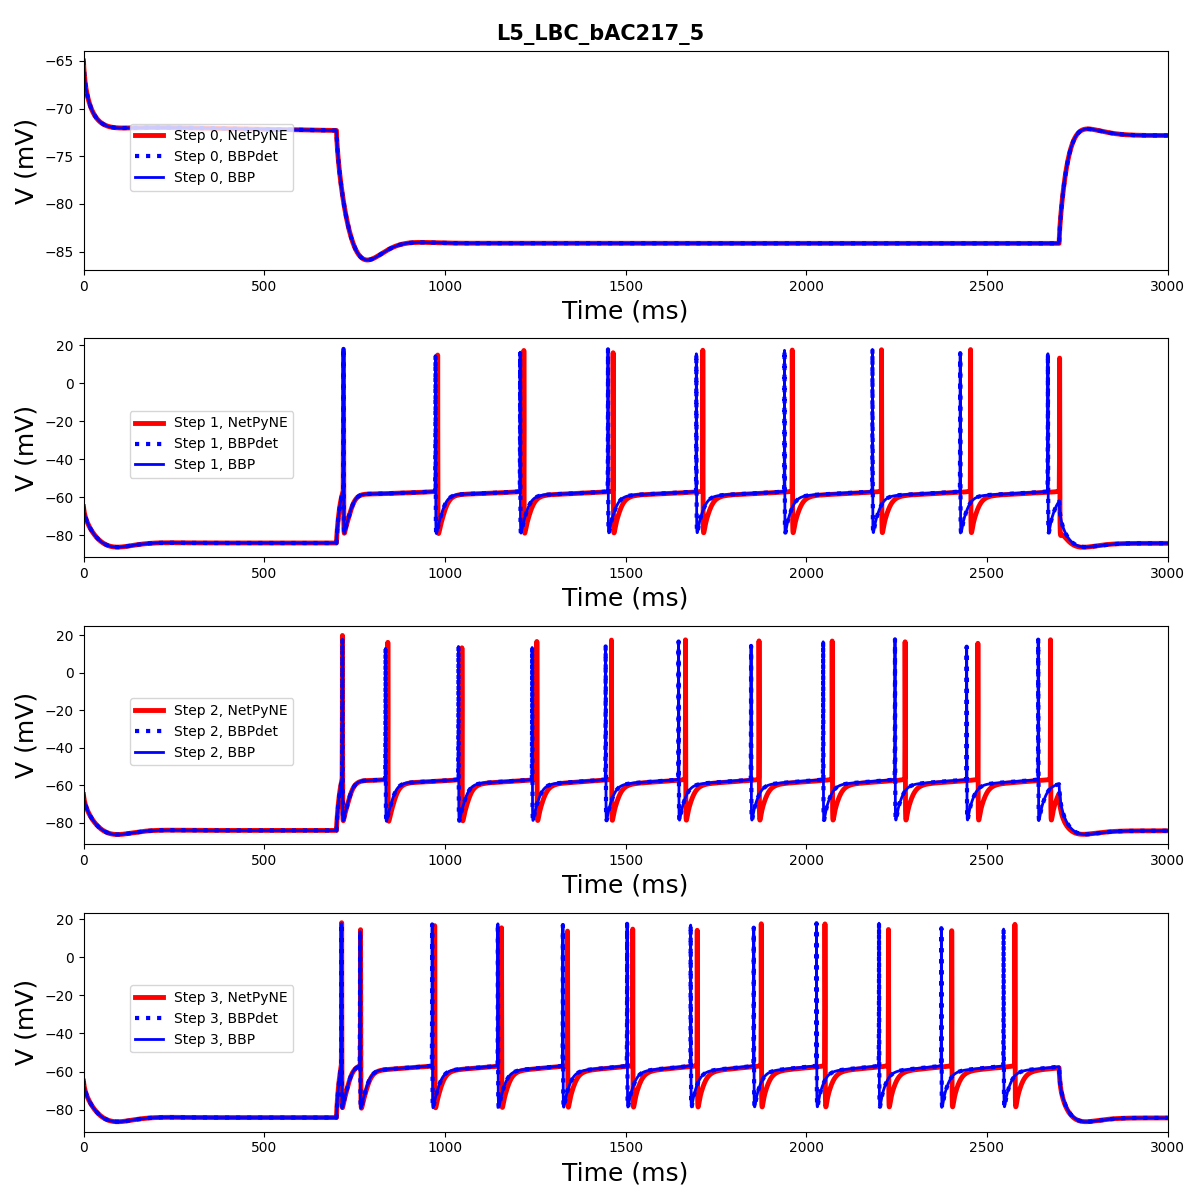 L5_LBC_bAC217_5
−65
−70
−75
−80
−85
V (mV)
Step 0, NetPyNE
Step 0, BBPdet
Step 0, BBP
0 500 1000 1500 2000 2500 3000
Time (ms)
20
0
−20
−40
−60
−80
V (mV)
Step 1, NetPyNE
Step 1, BBPdet
Step 1, BBP
0 500 1000 1500 2000 2500 3000
Time (ms)
20
0
−20
−40
−60
−80
V (mV)
Step 2, NetPyNE
Step 2, BBPdet
Step 2, BBP
0 500 1000 1500 2000 2500 3000
Time (ms)
20
0
−20
−40
−60
−80
V (mV)
Step 3, NetPyNE
Step 3, BBPdet
Step 3, BBP
0 500 1000 1500 2000 2500 3000
Time (ms)